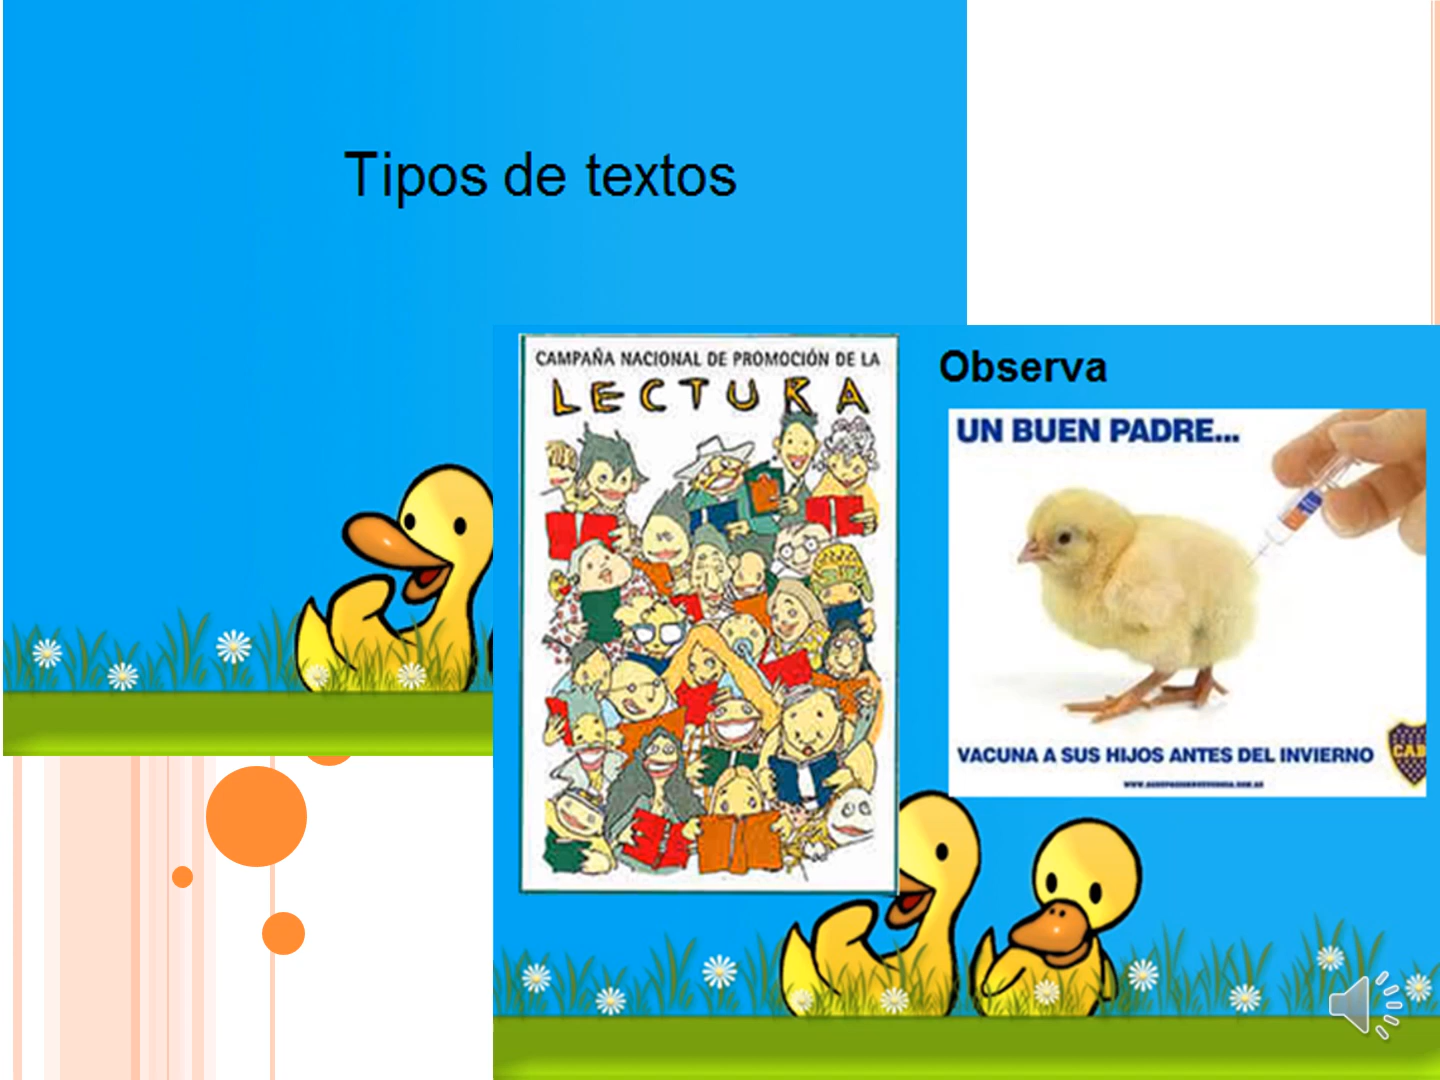 Tipos de textos
CAMPAÑA NACIONAL DE PROMOCIÓN DE LA
LECTURA
Observa
UN BUEN PADRE...
VACUNA A SUS HIJOS ANTES DEL INVIERNO
CAB